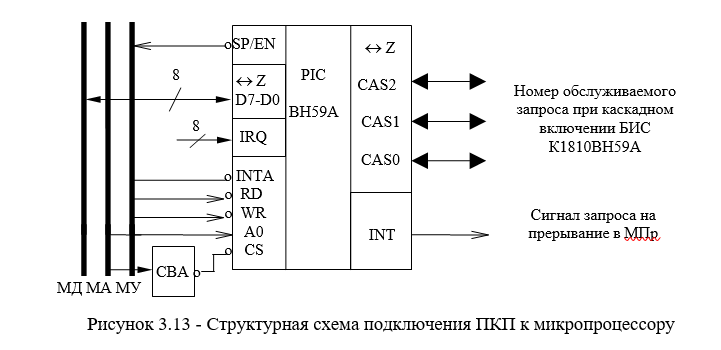 SP/EN
↔ Z
8
PIC
↔ Z
D7-D0
CAS2
Номер обслуживаемого
запроса при каскадном
включении БИС
К1810ВН59А
ВН59А
8
CAS1
IRQ
CAS0
INTA
RD
WR
Сигнал запроса на
прерывание в МПр
A0
INT
CS
СВА
МД МА МУ
Рисунок 3.13 - Структурная схема подключения ПКП к микропроцессору